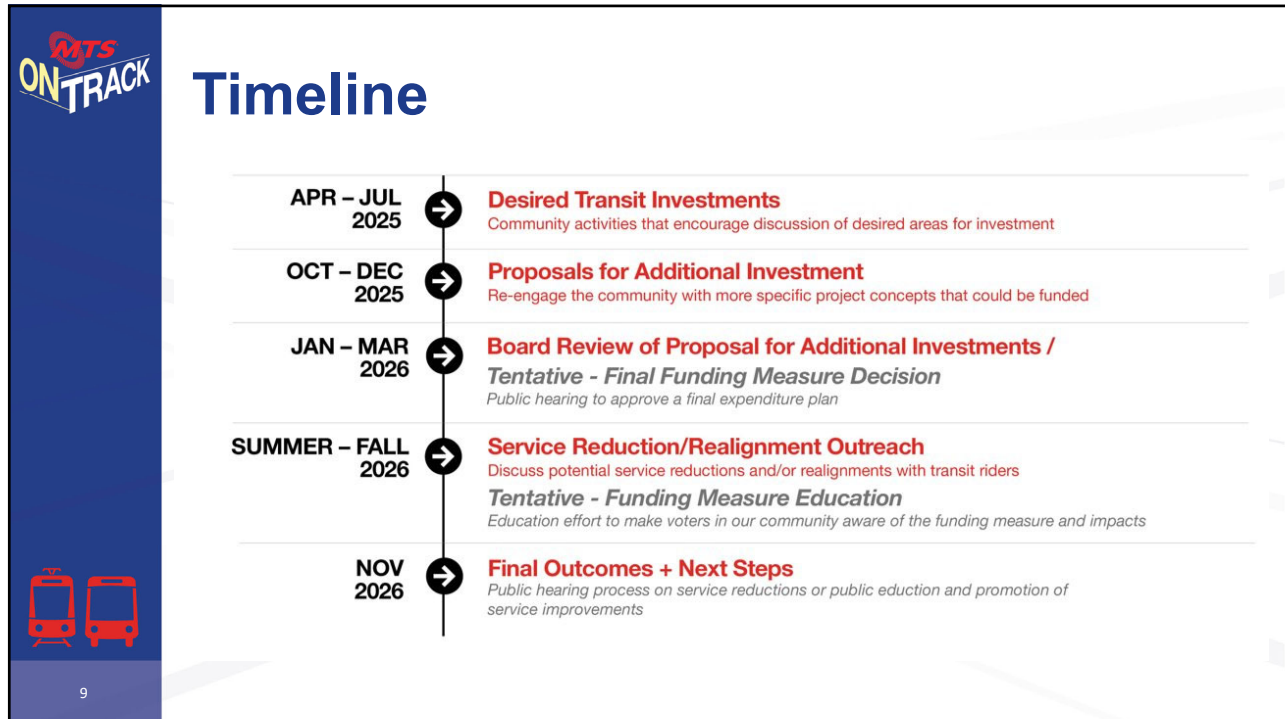 MTS
ON TRACK
Timeline
APR – JUL
2025
Desired Transit Investments
Community activities that encourage discussion of desired areas for investment
OCT – DEC
2025
Proposals for Additional Investment
Re-engage the community with more specific project concepts that could be funded
JAN – MAR
2026
Board Review of Proposal for Additional Investments /
Tentative - Final Funding Measure Decision
Public hearing to approve a final expenditure plan
SUMMER – FALL
2026
Service Reduction/Realignment Outreach
Discuss potential service reductions and/or realignments with transit riders
Tentative - Funding Measure Education
Education effort to make voters in our community aware of the funding measure and impacts
NOV
2026
Final Outcomes + Next Steps
Public hearing process on service reductions or public eduction and promotion of
service improvements
9